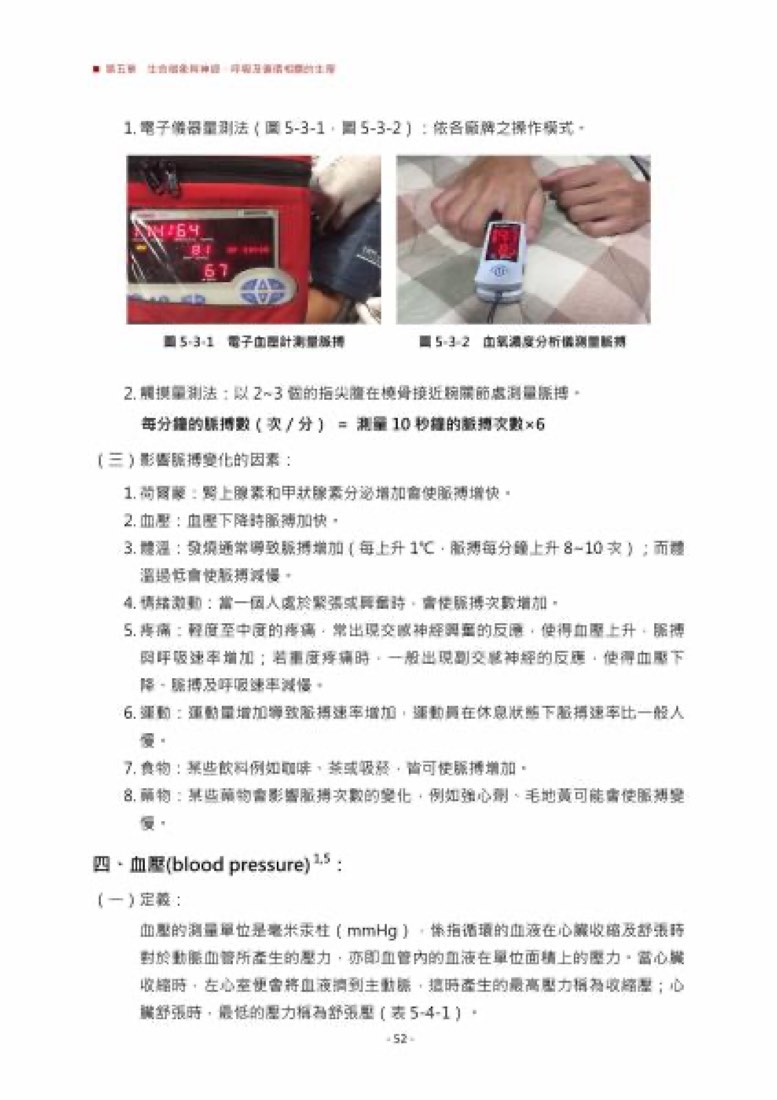 ■ 第五章 生命徵象與神經、呼吸及循環相關的生理
1. 電子儀器量測法（圖 5-3-1、圖 5-3-2）：依各廠牌之操作模式。
114/64
81
67
圖 5-3-1 電子血壓計測量脈搏 圖 5-3-2 血氧濃度分析儀測量脈搏
2. 觸摸量測法：以 2~3 個的指尖腹在橈骨接近腕關節處測量脈搏。
每分鐘的脈搏數（次 / 分） = 測量 10 秒鐘的脈搏次數×6
（三）影響脈搏變化的因素：
1. 荷爾蒙：腎上腺素和甲狀腺素分泌增加會使脈搏增快。
2. 血壓：血壓下降時脈搏加快。
3. 體溫：發燒通常導致脈搏增加（每上升 1℃，脈搏每分鐘上升 8~10 次）；而體
溫過低會使脈搏減慢。
4. 情緒激動：當一個人處於緊張或興奮時，會使脈搏次數增加。
5. 疼痛：輕度至中度的疼痛，常出現交感神經興奮的反應，使得血壓上升，脈搏
與呼吸速率增加；若重度疼痛時，一般出現副交感神經的反應，使得血壓下
降、脈搏及呼吸速率減慢。
6. 運動：運動量增加導致脈搏速率增加，運動員在休息狀態下脈搏速率比一般人
慢。
7. 食物：某些飲料例如咖啡、茶或吸菸，皆可使脈搏增加。
8. 藥物：某些藥物會影響脈搏次數的變化，例如強心劑、毛地黃可能會使脈搏變
慢。
四、血壓(blood pressure)1,5：
（一）定義：
血壓的測量單位是毫米汞柱（mmHg），係指循環的血液在心臟收縮及舒張時
對於動脈血管所產生的壓力，亦即血管內的血液在單位面積上的壓力。當心臟
收縮時，左心室便會將血液擠到主動脈，這時產生的最高壓力稱為收縮壓；心
臟舒張時，最低的壓力稱為舒張壓（表 5-4-1）。
- 52 -